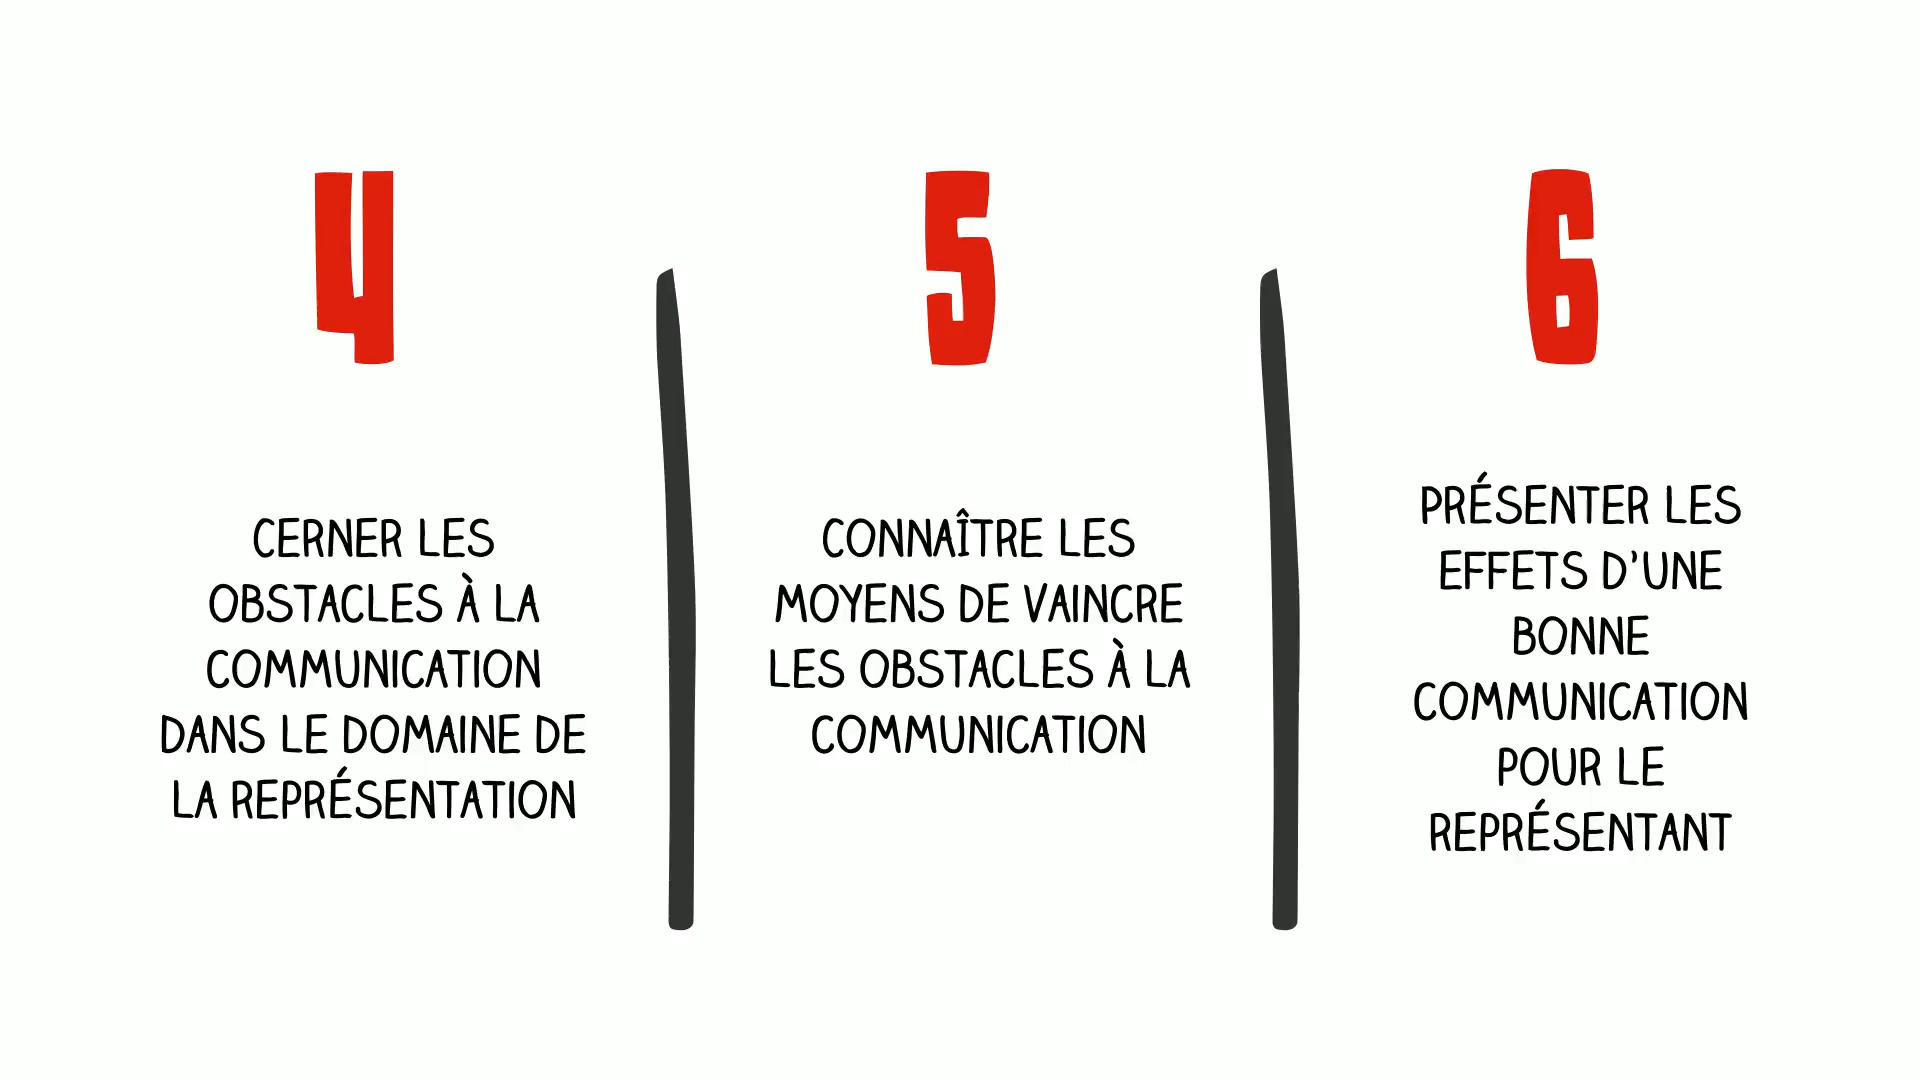 4
CERNER LES
OBSTACLES À LA
COMMUNICATION
DANS LE DOMAINE DE
LA REPRÉSENTATION
5
CONNAÎTRE LES
MOYENS DE VAINCRE
LES OBSTACLES À LA
COMMUNICATION
6
PRÉSENTER LES
EFFETS D'UNE
BONNE
COMMUNICATION
POUR LE
REPRÉSENTANT